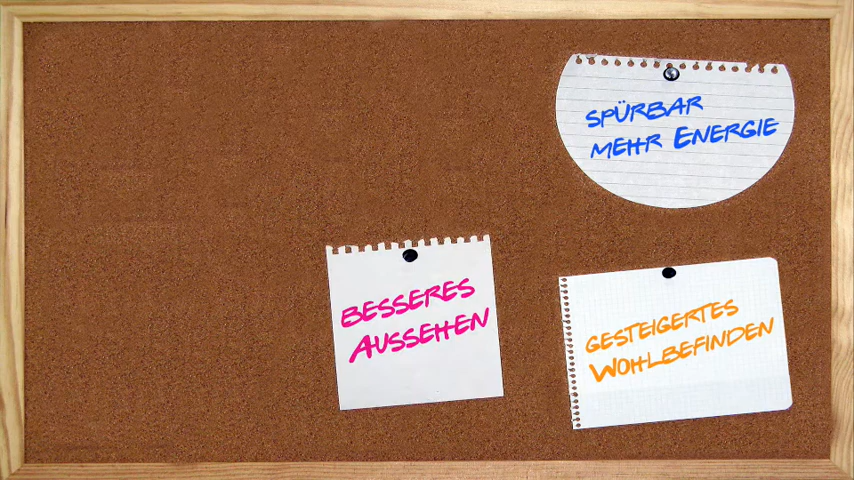 SPÜRBAR
MEHR ENERGIE
BESSERES
AUSSEHEN
GESTEIGERTES
WOHLBEFINDEN